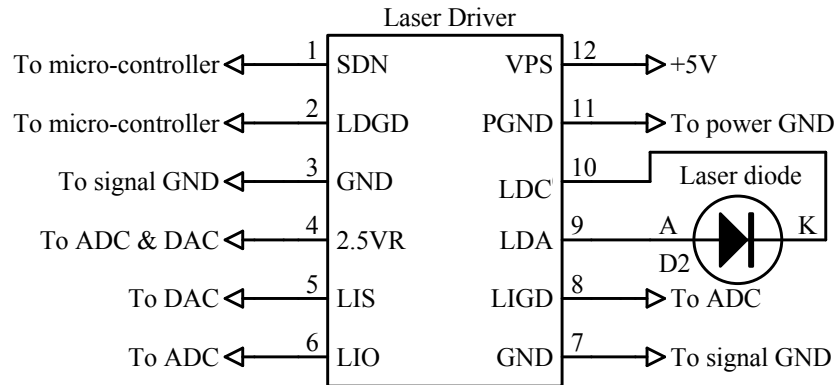 Laser Driver
To micro-controller 1 SDN VPS 12 +5V
To micro-controller 2 LDGD PGND 11 To power GND
To signal GND 3 GND LDC 10 Laser diode
To ADC & DAC 4 2.5VR LDA 9 A K
D2
To DAC 5 LIS LIGD 8 To ADC
To ADC 6 LIO GND 7 To signal GND